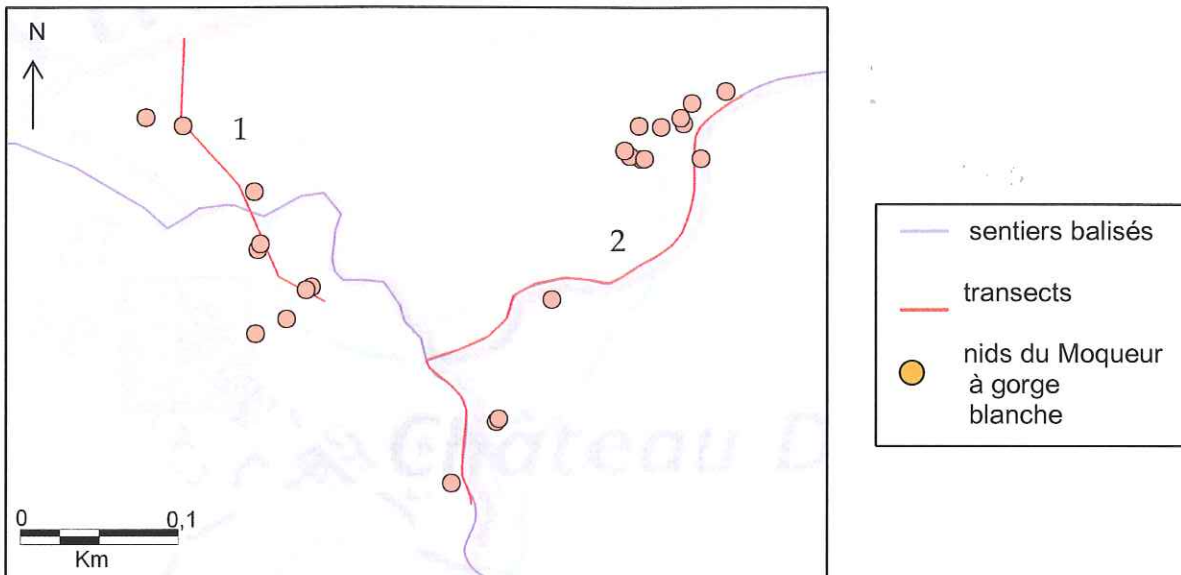 N
1
2
Château D
0
0,1
Km
sentiers balisés
transects
nids du Moqueur
à gorge
blanche